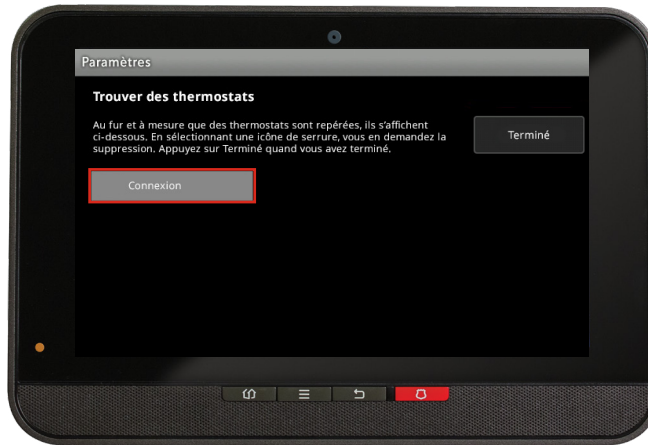 Paramètres
Trouver des thermostats
Au fur et à mesure que des thermostats sont repérées, ils s’affichent
ci-dessous. En sélectionnant une icône de serrure, vous en demandez la
suppression. Appuyez sur Terminé quand vous avez terminé.
Terminé
Connexion